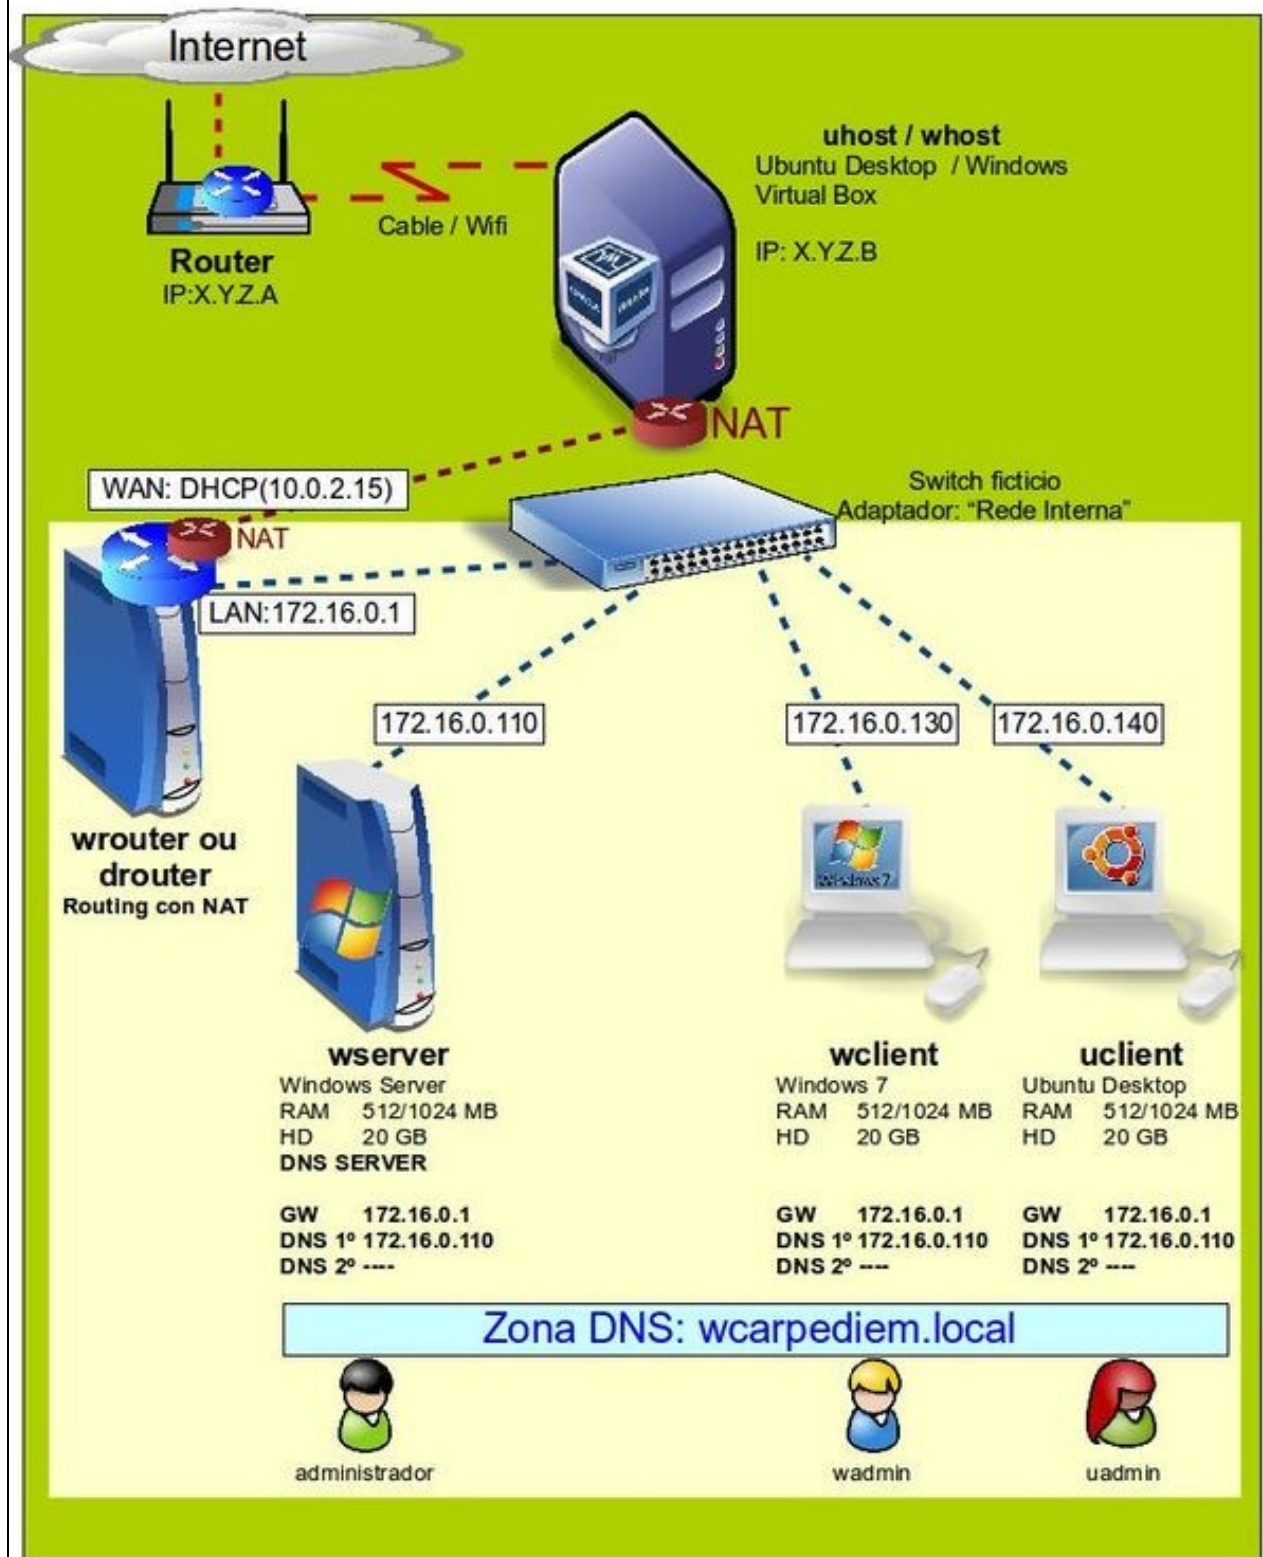 Internet
uhost / whost
Ubuntu Desktop / Windows
Virtual Box
IP: X.Y.Z.B
Cable / Wifi
Router
IP:X.Y.Z.A
NAT
WAN: DHCP(10.0.2.15)
Switch ficticio
Adaptador: “Rede Interna”
NAT
LAN:172.16.0.1
172.16.0.110
172.16.0.130
172.16.0.140
wrouter ou
drouter
Routing con NAT
Windows 7
wserver
Windows Server
RAM 512/1024 MB
HD 20 GB
DNS SERVER
GW 172.16.0.1
DNS 1º 172.16.0.110
DNS 2º ----
wclient
Windows 7
RAM 512/1024 MB
HD 20 GB
GW 172.16.0.1
DNS 1º 172.16.0.110
DNS 2º ----
uclient
Ubuntu Desktop
RAM 512/1024 MB
HD 20 GB
GW 172.16.0.1
DNS 1º 172.16.0.110
DNS 2º ----
Zona DNS: wcarpediem.local
administrador
wadmin
uadmin